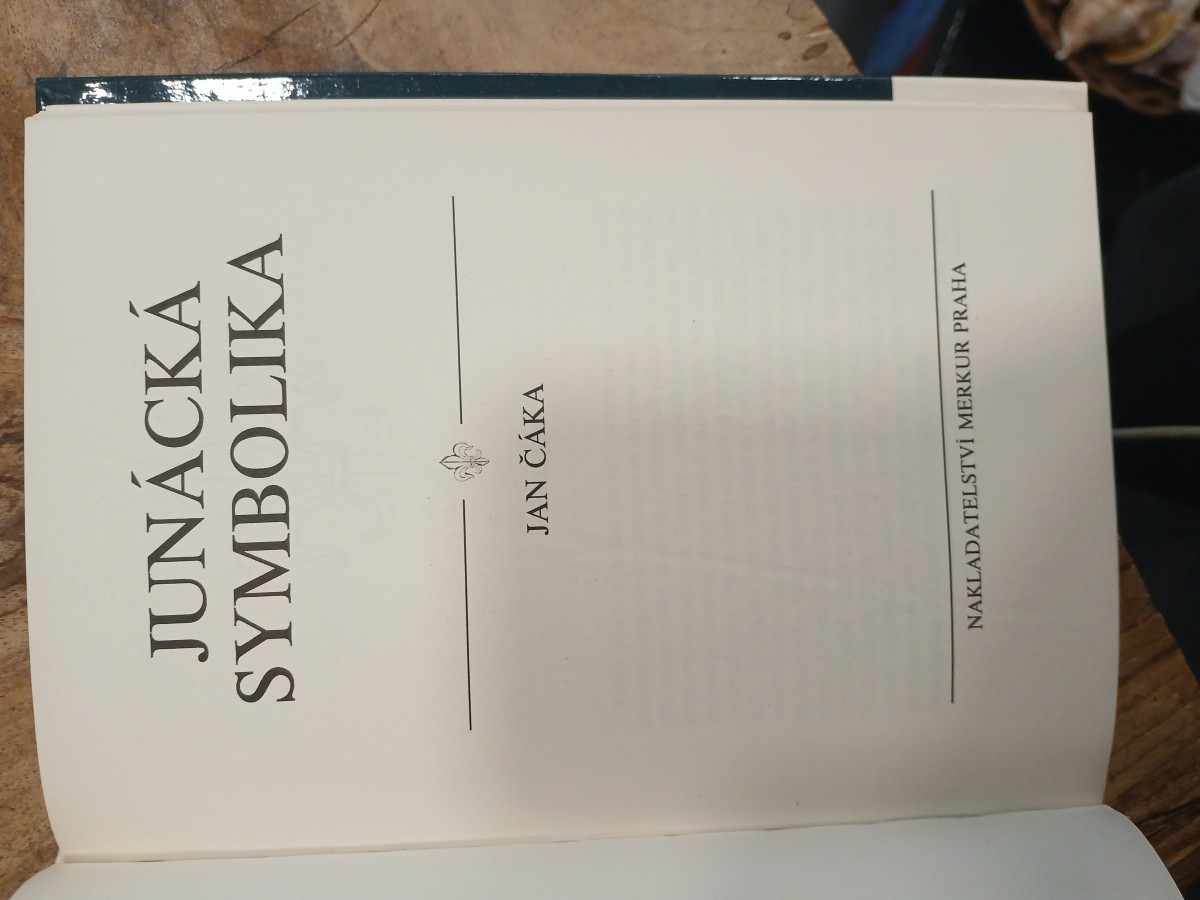 JUNÁCKÁ
SYMBOLIKA
JAN ČÁKA
NAKLADATELSTVÍ MERKUR PRAHA